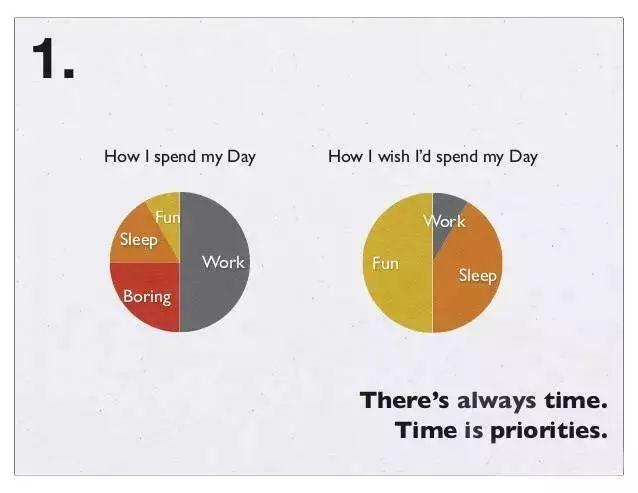 1.
How I spend my Day
Fun
Sleep
Work
Boring
How I wish I'd spend my Day
Work
Fun
Sleep
There's always time.
Time is priorities.